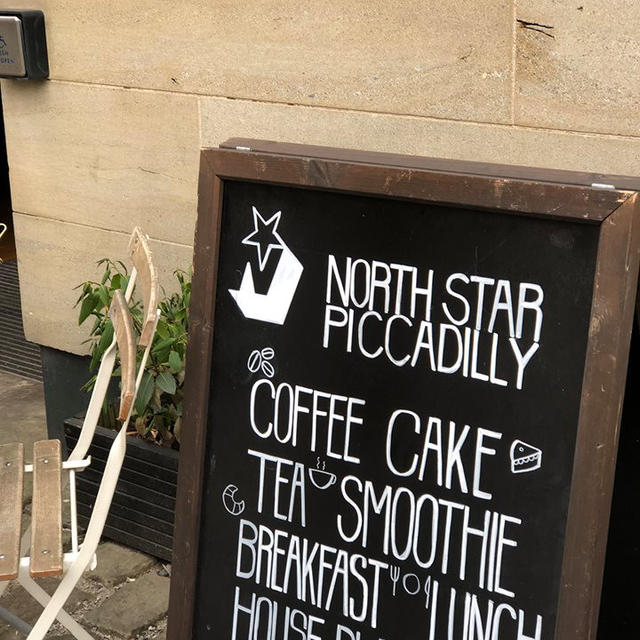 NORTH STAR
PICCADILLY
COFFEE CAKE
TEA SMOOTHIE
BREAKFAST LUNCH
HOUSE